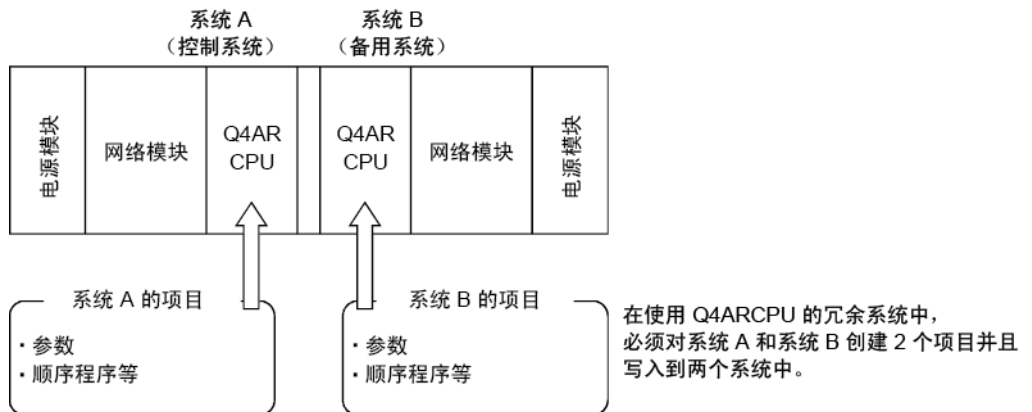 系统 A
（控制系统）
系统 B
（备用系统）
电源模块
网络模块
Q4AR
CPU
Q4AR
CPU
网络模块
电源模块
系统 A 的项目
・参数
・顺序程序等
系统 B 的项目
・参数
・顺序程序等
在使用 Q4ARCPU 的冗余系统中，
必须对系统 A 和系统 B 创建 2 个项目并且
写入到两个系统中。